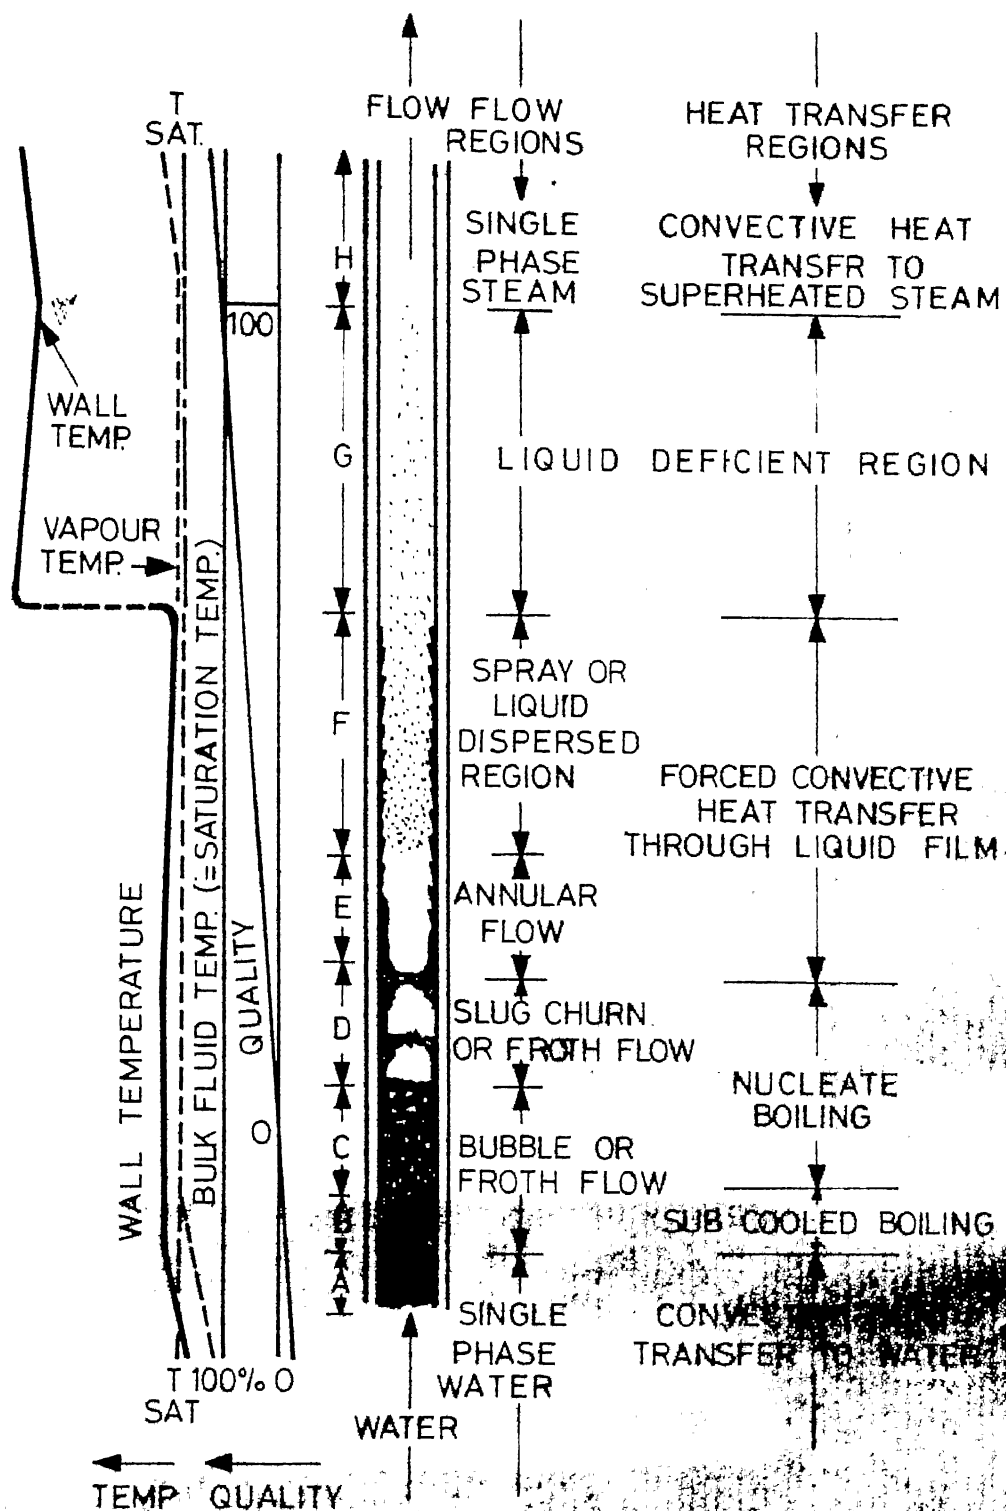 T
SAT.
FLOW
FLOW
REGIONS
HEAT TRANSFER
REGIONS
H
SINGLE
PHASE
STEAM
CONVECTIVE HEAT
TRANSFR TO
SUPERHEATED STEAM
100
WALL
TEMP.
G
LIQUID DEFICIENT REGION
VAPOUR
TEMP.
F
SPRAY OR
LIQUID
DISPERSED
REGION
FORCED CONVECTIVE
HEAT TRANSFER
THROUGH LIQUID FILM
E
ANNULAR
FLOW
WALL TEMPERATURE
BULK FLUID TEMP. (≃SATURATION TEMP.)
QUALITY
D
SLUG CHURN
OR FROTH FLOW
NUCLEATE
BOILING
O
C
BUBBLE OR
FROTH FLOW
B
SUB COOLED BOILING
A
SINGLE
PHASE
WATER
TRANSFER TO WATER
T
SAT
100%
O
WATER
TEMP
QUALITY